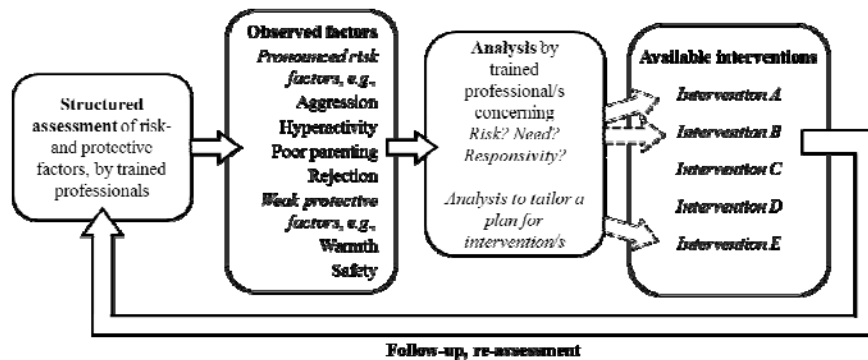 Structured
assessment of risk-
and protective
factors, by trained
professionals
Observed factors
Pronounced risk
factors, e.g.,
Aggression
Hyperactivity
Poor parenting
Rejection
Weak protective
factors, e.g.,
Warmth
Safety
Analysis by
trained
professional/s
concerning
Risk? Need?
Responsivity?
Analysis to tailor a
plan for
intervention/s
Available interventions
Intervention A
Intervention B
Intervention C
Intervention D
Intervention E
Follow-up, re-assessment